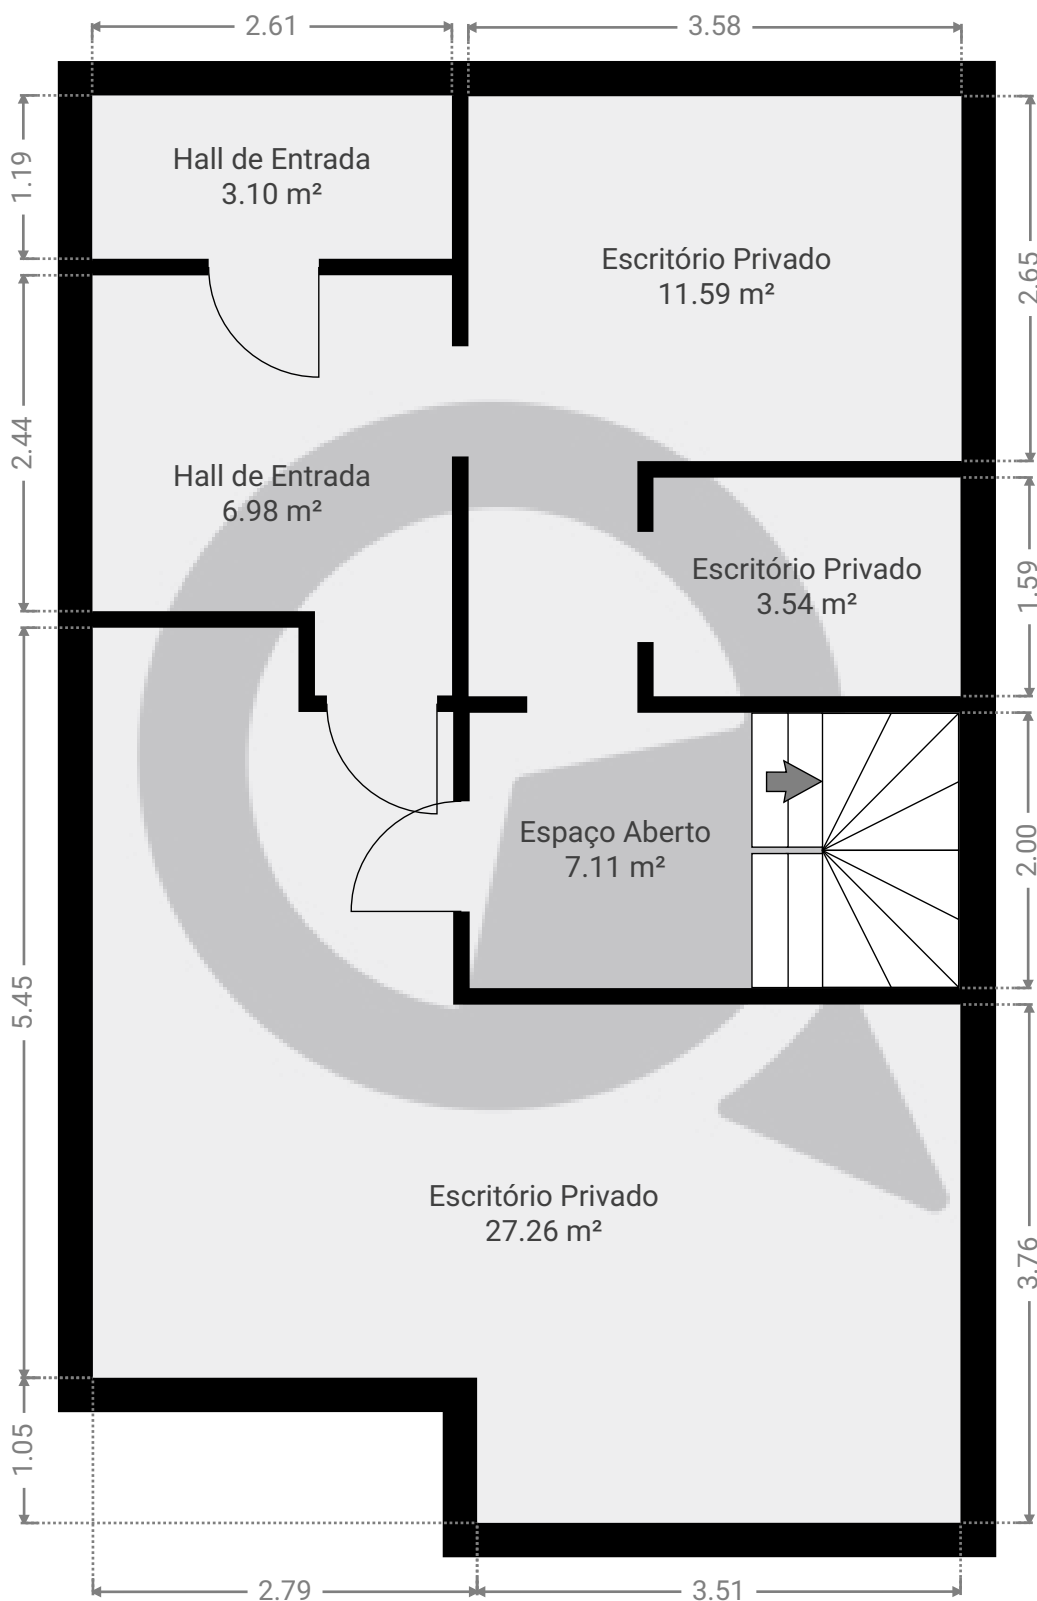 2.61
3.58
1.19
Hall de Entrada
3.10 m²
Escritório Privado
11.59 m²
2.65
2.44
Hall de Entrada
6.98 m²
Escritório Privado
3.54 m²
1.59
Espaço Aberto
7.11 m²
2.00
5.45
Escritório Privado
27.26 m²
3.76
1.05
2.79
3.51